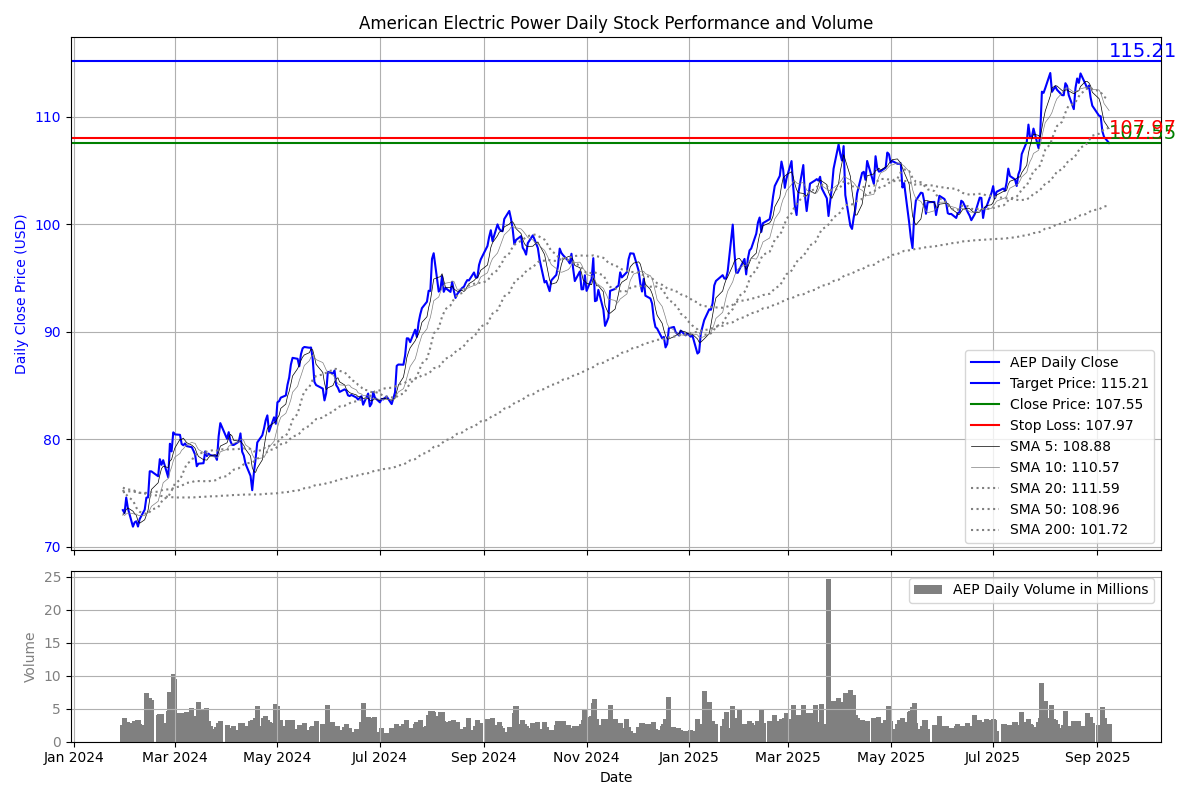 American Electric Power Daily Stock Performance and Volume
115.21
107.97
107.55
Daily Close Price (USD)
110
100
90
80
70
AEP Daily Close
Target Price: 115.21
Close Price: 107.55
Stop Loss: 107.97
SMA 5: 108.88
SMA 10: 110.57
SMA 20: 111.59
SMA 50: 108.96
SMA 200: 101.72
Volume
25
20
15
10
5
0
AEP Daily Volume in Millions
Jan 2024 Mar 2024 May 2024 Jul 2024 Sep 2024 Nov 2024 Jan 2025 Mar 2025 May 2025 Jul 2025 Sep 2025
Date